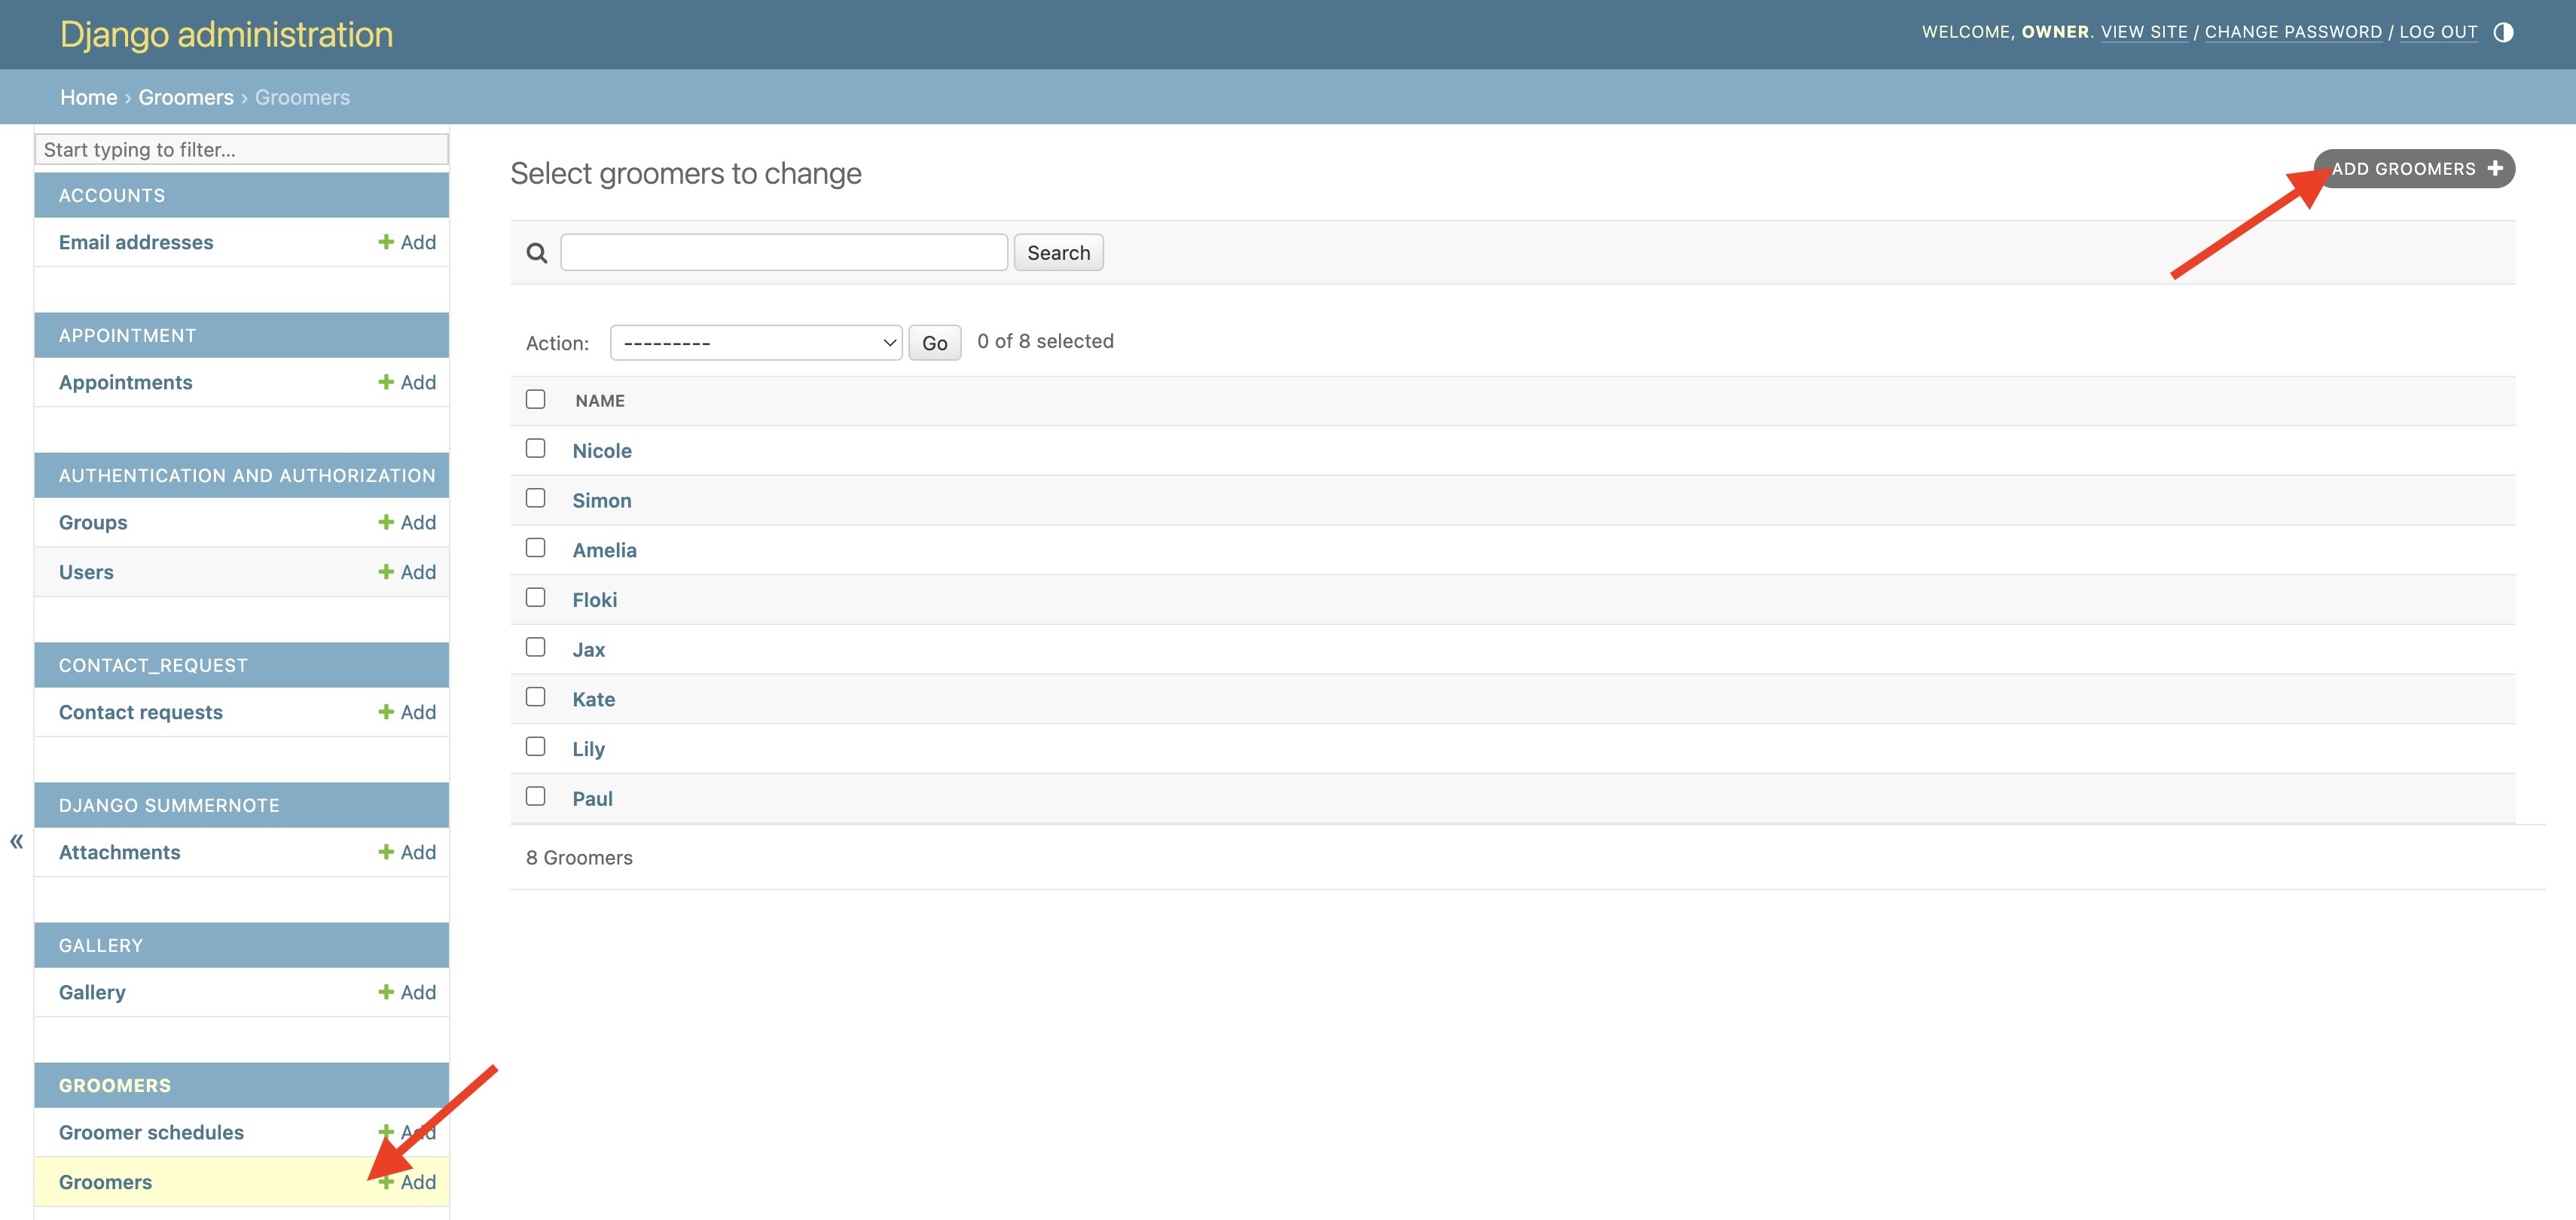 Django administration
WELCOME, OWNER. VIEW SITE / CHANGE PASSWORD / LOG OUT
Home › Groomers › Groomers
Start typing to filter...
ACCOUNTS
Email addresses + Add
APPOINTMENT
Appointments + Add
AUTHENTICATION AND AUTHORIZATION
Groups + Add
Users + Add
CONTACT_REQUEST
Contact requests + Add
DJANGO SUMMERNOTE
Attachments + Add
GALLERY
Gallery + Add
GROOMERS
Groomer schedules + Add
Groomers + Add
«
Select groomers to change
ADD GROOMERS +
Search
Action: --------- Go 0 of 8 selected
NAME
Nicole
Simon
Amelia
Floki
Jax
Kate
Lily
Paul
8 Groomers